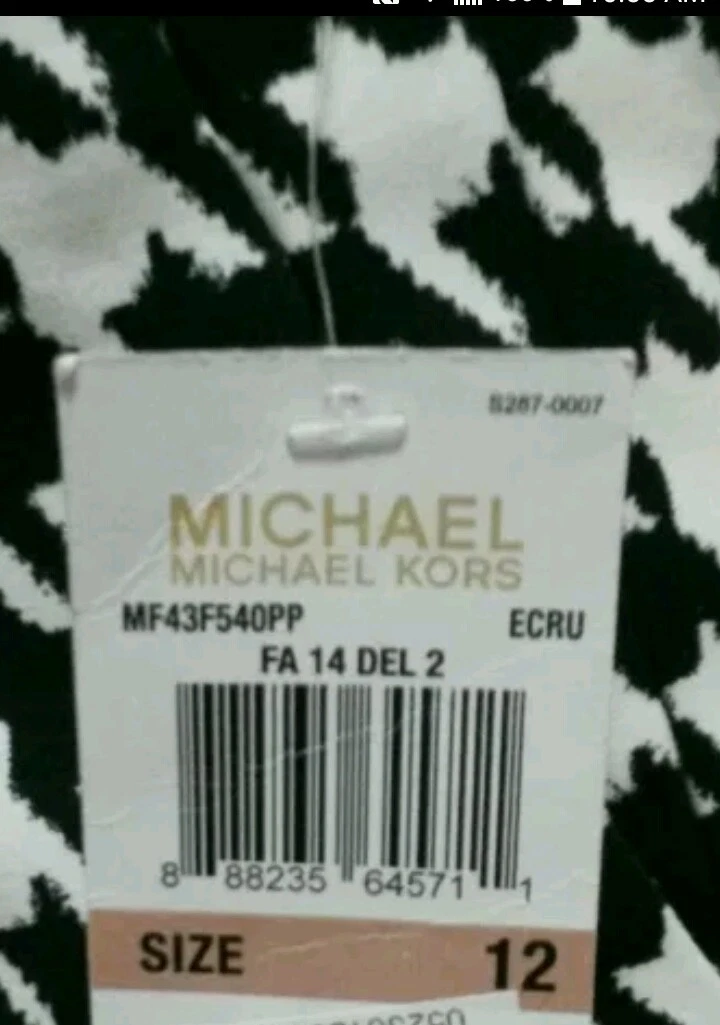 S287-0007
MICHAEL
MICHAEL KORS
MF43F540PP ECRU
FA 14 DEL 2
8 88235 64571 1
SIZE 12